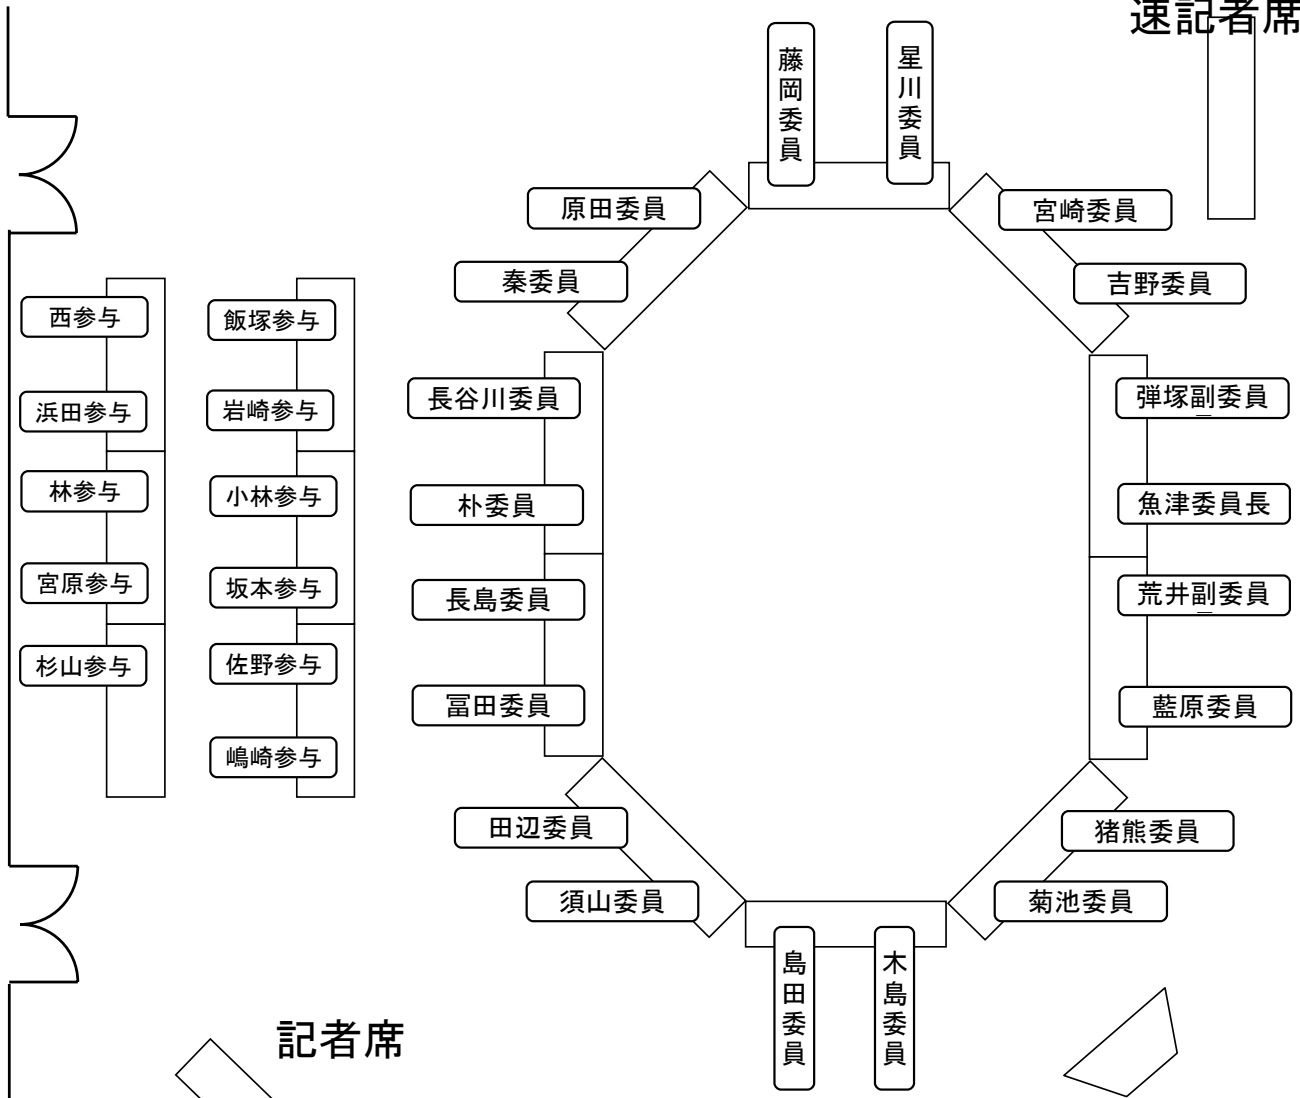 速記者席
藤岡委員
星川委員
原田委員
宮崎委員
秦委員
吉野委員
西参与
飯塚参与
浜田参与
岩崎参与
長谷川委員
弾塚副委員
林参与
小林参与
朴委員
魚津委員長
宮原参与
坂本参与
長島委員
荒井副委員
杉山参与
佐野参与
冨田委員
藍原委員
嶋崎参与
田辺委員
猪熊委員
須山委員
菊池委員
島田委員
木島委員
記者席